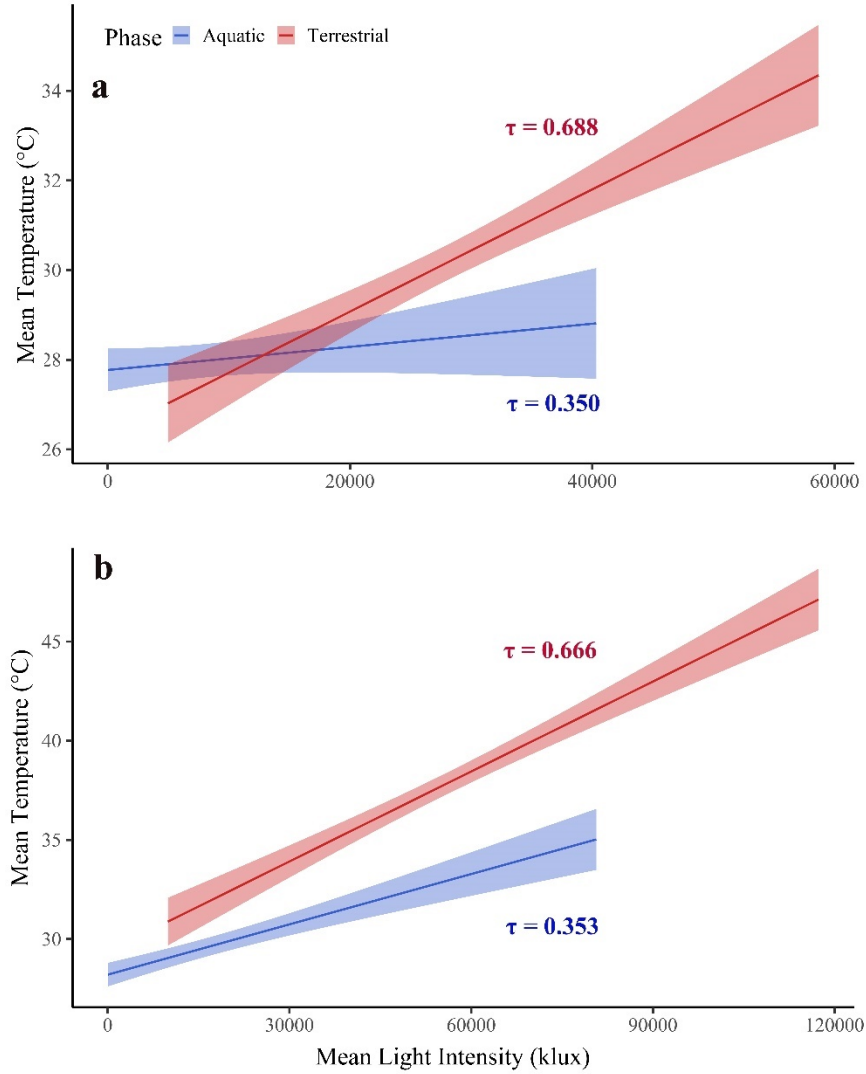 Phase Aquatic Terrestrial
a
34
32
30
28
26
Mean Temperature (°C)
τ = 0.688
τ = 0.350
0 20000 40000 60000
b
45
40
35
30
Mean Temperature (°C)
τ = 0.666
τ = 0.353
0 30000 60000 90000 120000
Mean Light Intensity (klux)